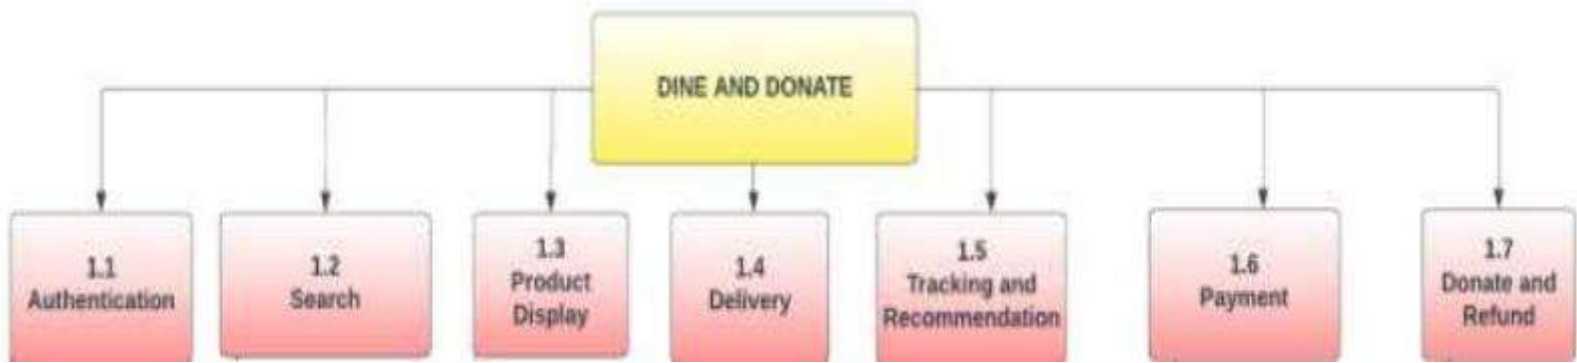 DINE AND DONATE
1.1
Authentication
1.2
Search
1.3
Product
Display
1.4
Delivery
1.5
Tracking and
Recommendation
1.6
Payment
1.7
Donate and
Refund